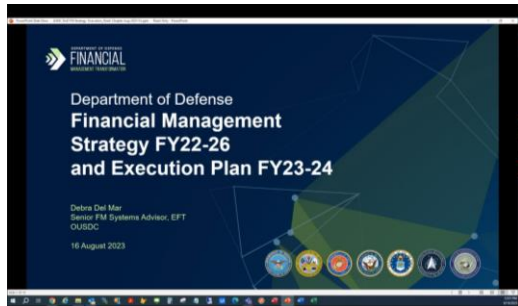 DEPARTMENT OF DEFENSE
FINANCIAL
MANAGEMENT TRANSFORMATION
Department of Defense
Financial Management
Strategy FY22-26
and Execution Plan FY23-24
Debra Del Mar
Senior FM Systems Advisor, EFT
OUSDC
16 August 2023